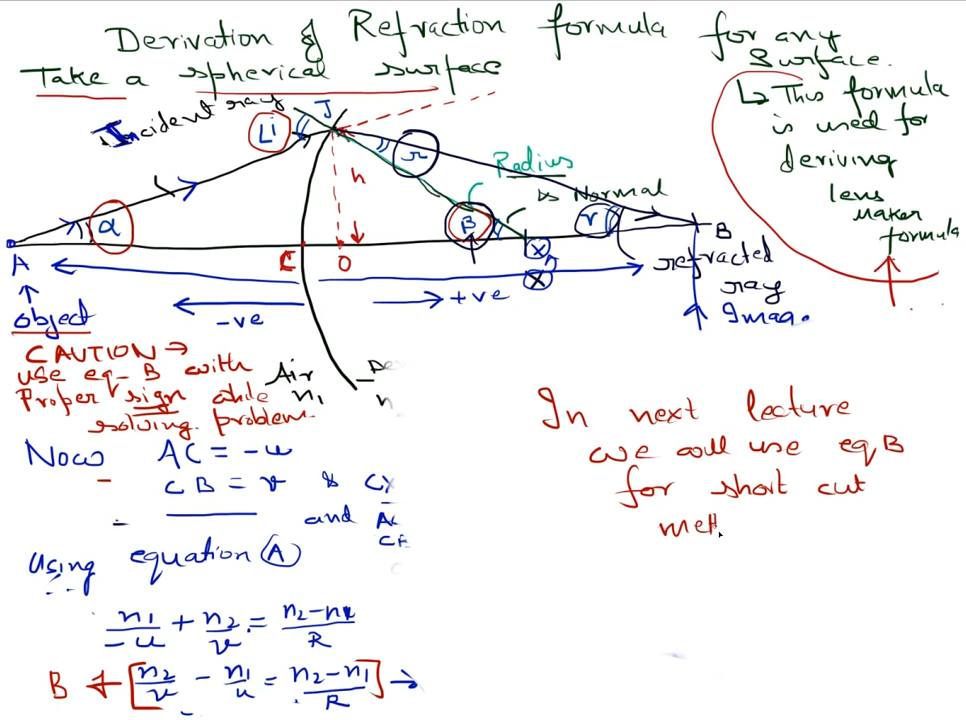 Derivation of Refraction formula for any
Surface.
Take a spherical surface
↳ This formula
is used for
deriving
lens
maker
formula
Incident ray
J
Li
r
h
Radius
is Normal
α
β
γ
A
C
O
X
X
B
refracted
ray
Image.
Object
-ve
+ve
CAUTION →
use eq- B with
Proper sign while
solving problem.
Air
n1
n
Now AC = -u
CB = v & CX
and
Using equation (A)
n1/-u + n2/v = n2-n1/R
B ← [n2/v - n1/u = n2-n1/R] →
In next lecture
we will use eq B
for short cut
met